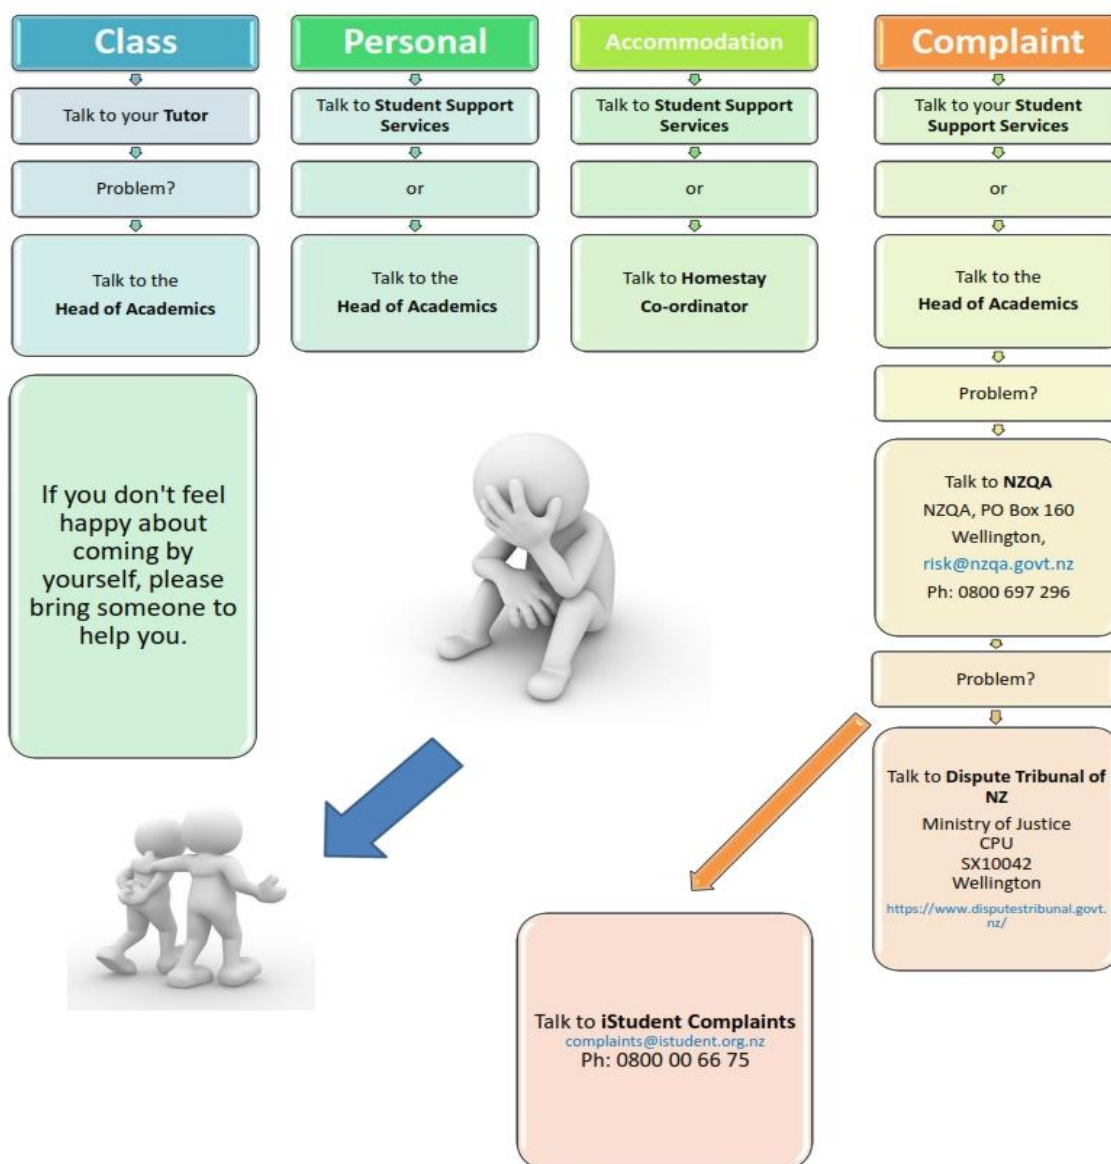 Class
Talk to your Tutor
Problem?
Talk to the
Head of Academics
Personal
Talk to Student Support
Services
or
Talk to the
Head of Academics
Accommodation
Talk to Student Support
Services
or
Talk to Homestay
Co-ordinator
Complaint
Talk to your Student
Support Services
or
Talk to the
Head of Academics
Problem?
Talk to NZQA
NZQA, PO Box 160
Wellington,
risk@nzqa.govt.nz
Ph: 0800 697 296
Problem?
Talk to Dispute Tribunal of
NZ
Ministry of Justice
CPU
SX10042
Wellington
https://www.disputestribunal.govt.
nz/
If you don't feel
happy about
coming by
yourself, please
bring someone to
help you.
Talk to iStudent Complaints
complaints@istudent.org.nz
Ph: 0800 00 66 75